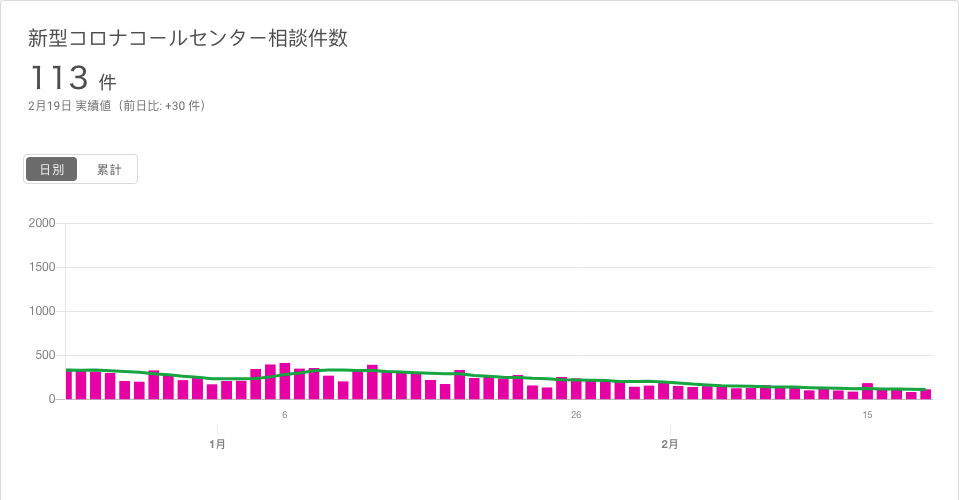 新型コロナコールセンター相談件数
113 件
2月19日 実績値（前日比: +30 件）
日別 累計
2000
1500
1000
500
0
6 26 15
1月 2月